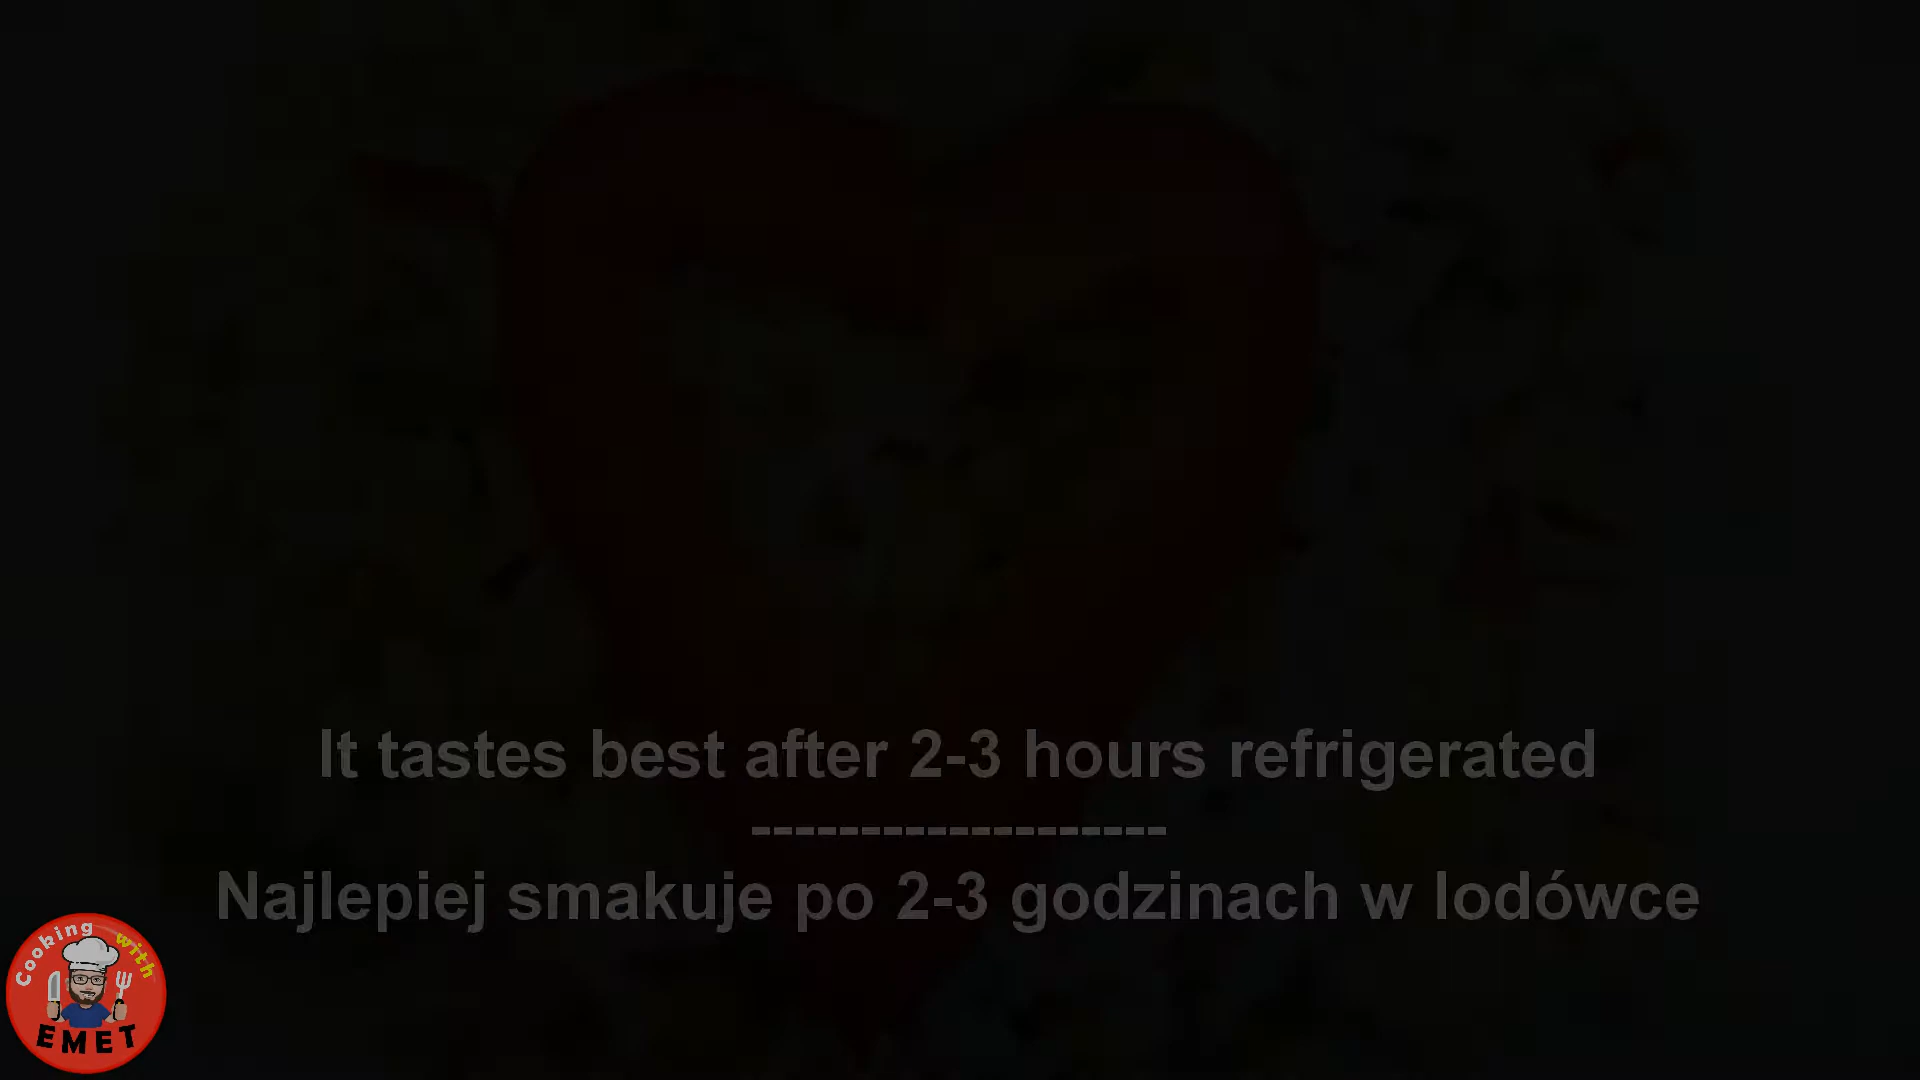 It tastes best after 2-3 hours refrigerated
-------------------
Najlepiej smakuje po 2-3 godzinach w lodówce
Cooking with
EMET